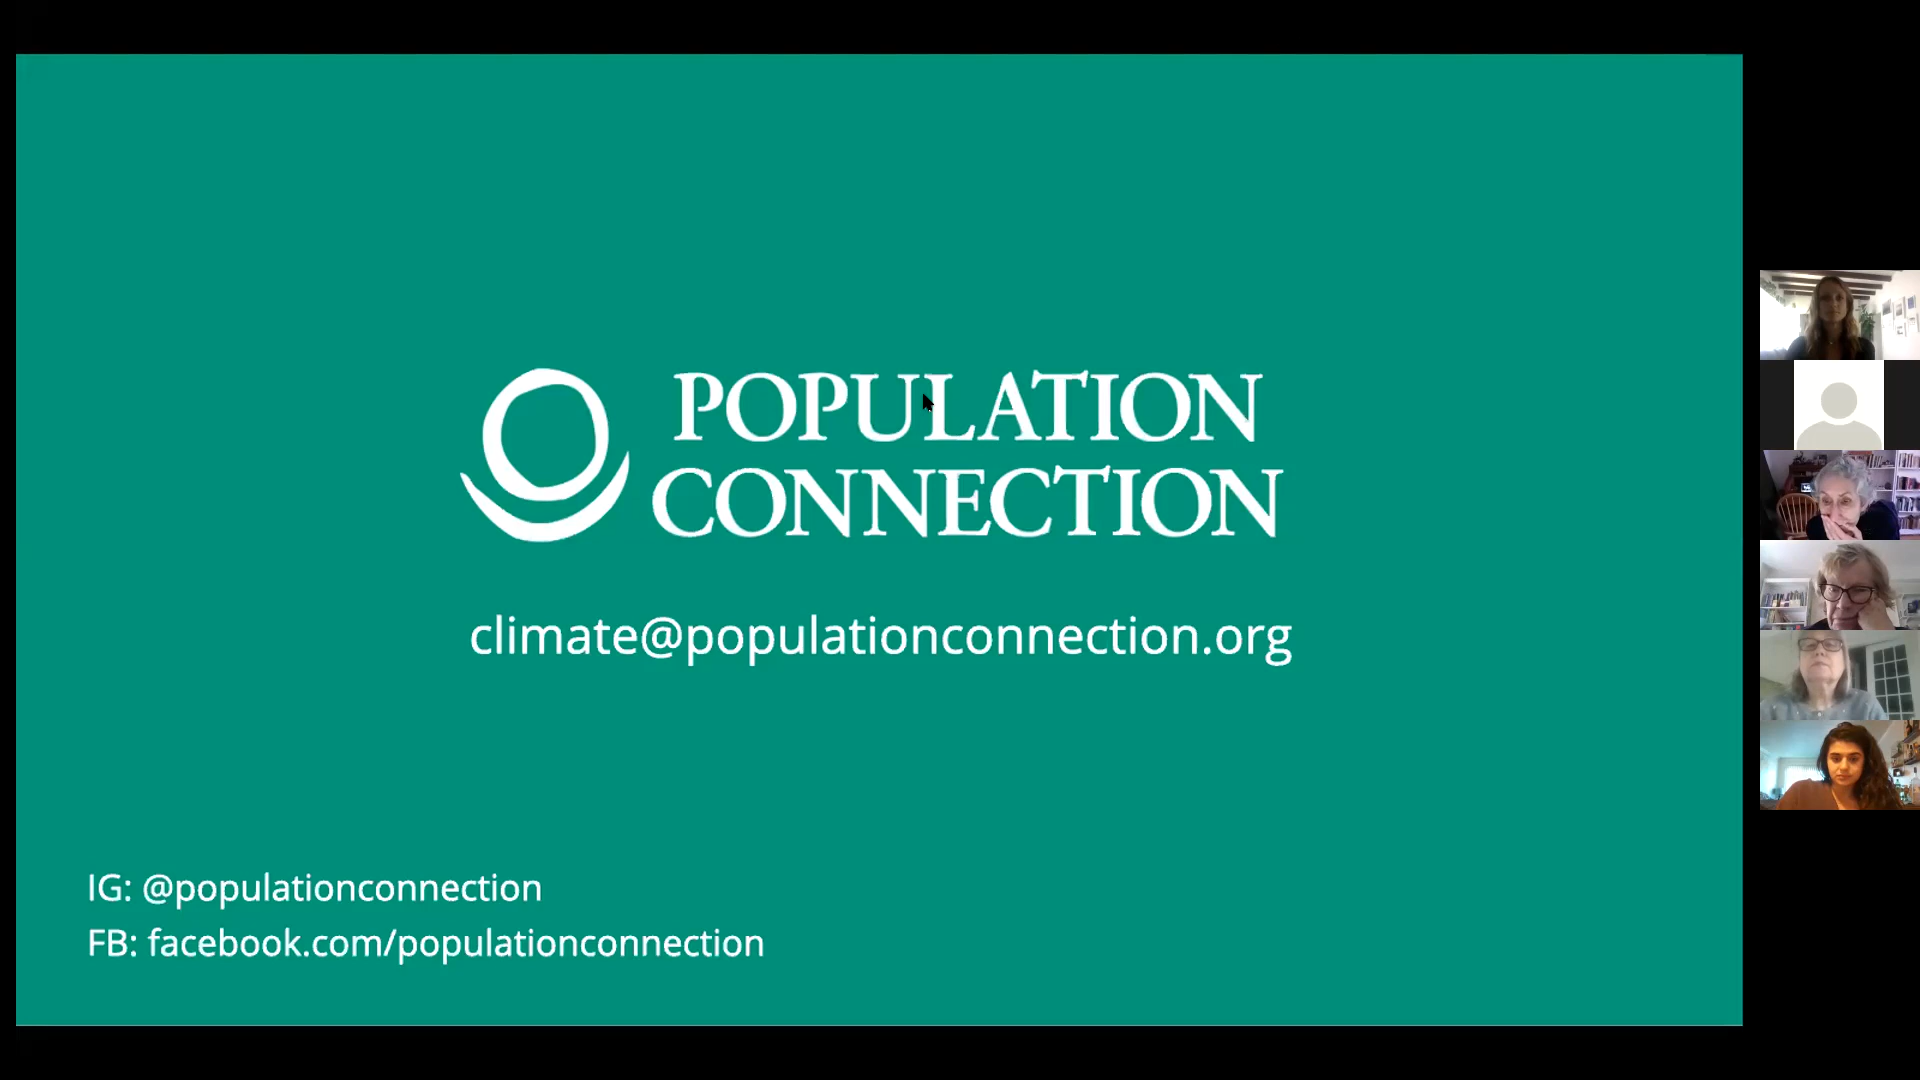 POPULATION
CONNECTION
climate@populationconnection.org
IG: @populationconnection
FB: facebook.com/populationconnection